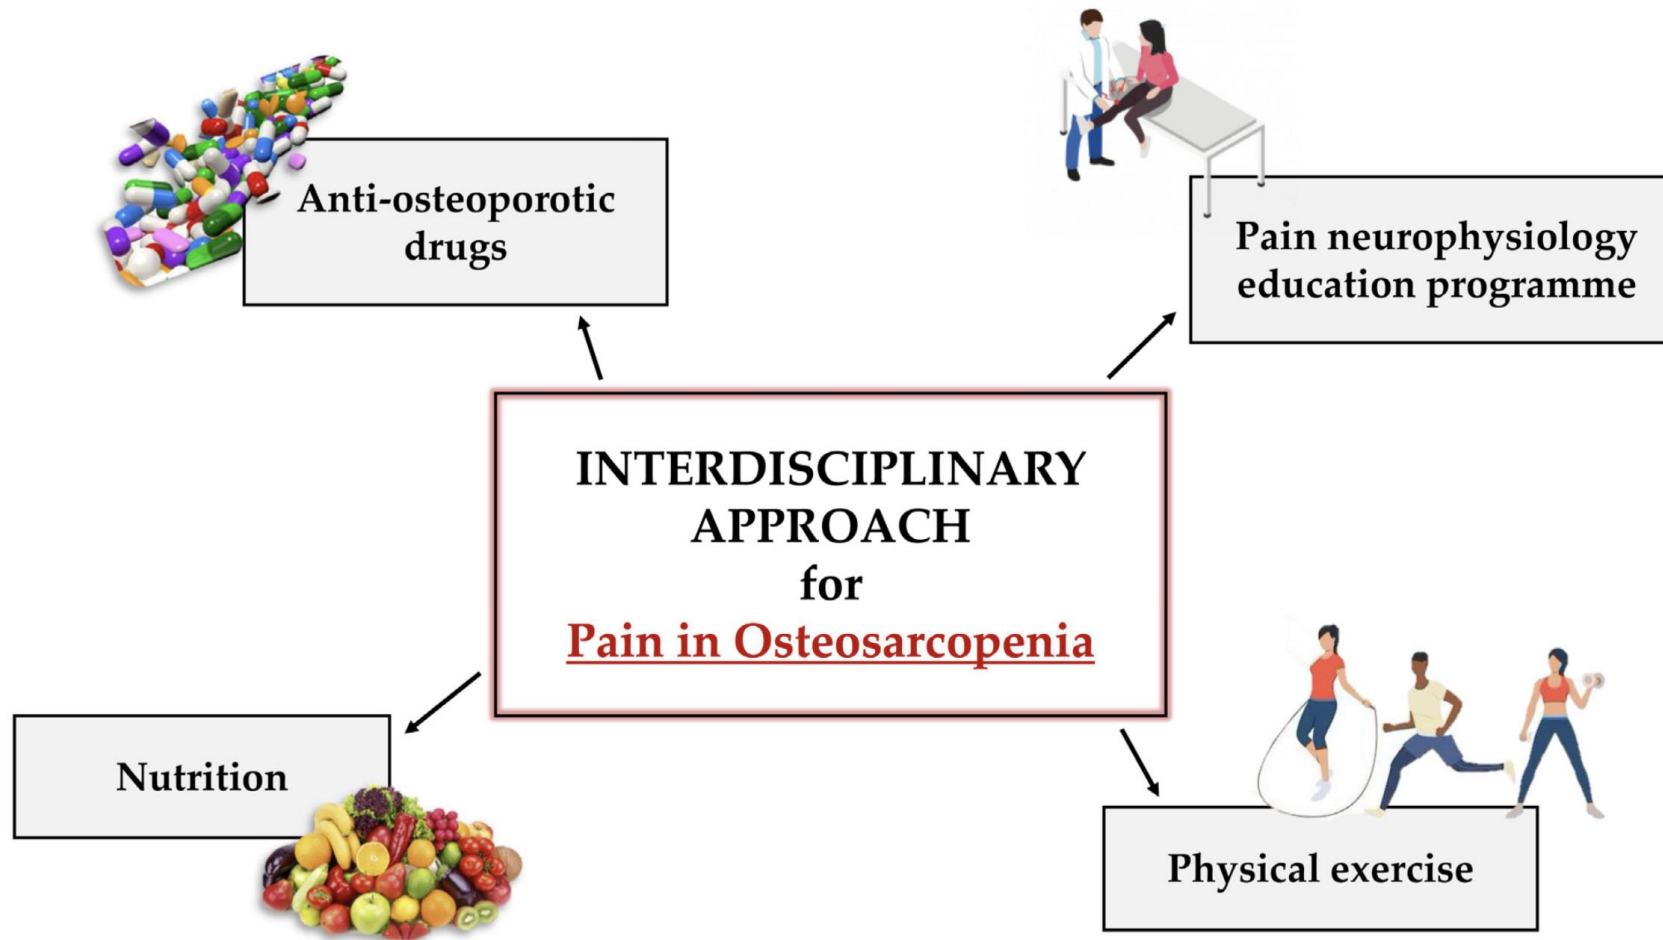 Anti-osteoporotic
drugs
Pain neurophysiology
education programme
INTERDISCIPLINARY
APPROACH
for
Pain in Osteosarcopenia
Nutrition
Physical exercise